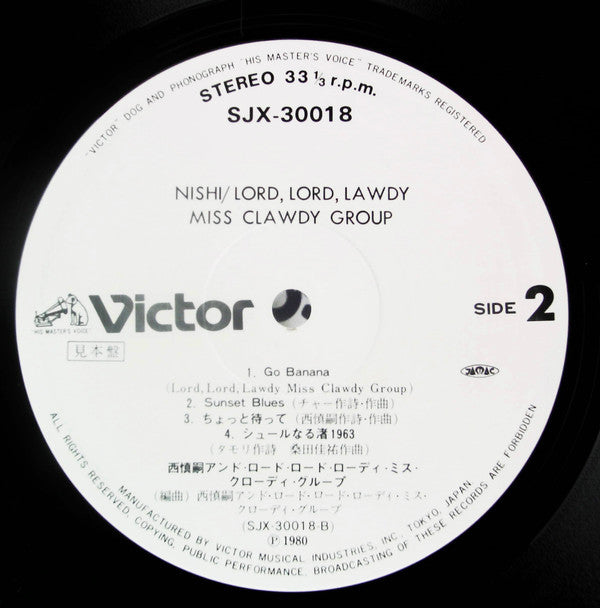 "VICTOR" DOG AND PHONOGRAPH "HIS MASTER'S VOICE" TRADEMARKS REGISTERED
STEREO 33 1/3 r.p.m.
SJX-30018
NISHI/LORD, LORD, LAWDY
MISS CLAWDY GROUP
"HIS MASTER'S VOICE"
Victor
SIDE 2
見本盤
JAMAC
1. Go Banana
(Lord, Lord, Lawdy Miss Clawdy Group)
2. Sunset Blues (チャー作詩・作曲)
3. ちょっと待って (西慎嗣作詩・作曲)
4. シュールなる渚1963
(タモリ作詩 桑田佳祐作曲)
西慎嗣アンド・ロード・ロード・ローディ・ミス・
クローディ・グループ
(編曲) 西慎嗣アンド・ロード・ロード・ローディ・ミス・
クローディ・グループ
(SJX-30018-B)
Ⓟ 1980
ALL RIGHTS RESERVED, COPYING, PUBLIC PERFORMANCE, BROADCASTING OF THESE RECORDS ARE FORBIDDEN
MANUFACTURED BY VICTOR MUSICAL INDUSTRIES, INC., TOKYO, JAPAN